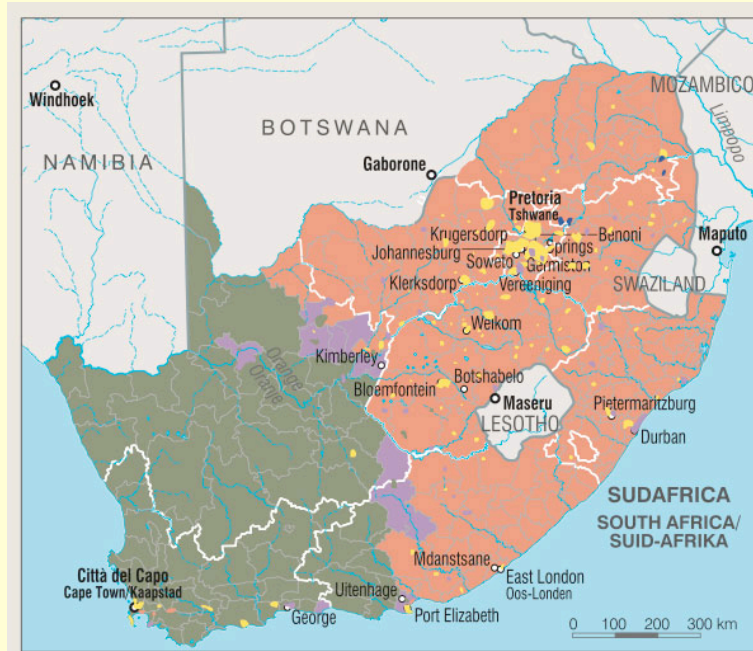 MOZAMBICO
Limpopo
Windhoek
BOTSWANA
NAMIBIA
Gaborone
Pretoria
Tshwane
Krugersdorp
Benoni
Johannesburg
Springs
Maputo
Soweto
Germiston
SWAZILAND
Klerksdorp
Vereeniging
Welkom
Orange
Oranje
Kimberley
Bloemfontein
Botshabelo
Maseru
LESOTHO
Pietermaritzburg
Durban
SUDAFRICA
SOUTH AFRICA/
SUID-AFRIKA
Mdanstsane
Città del Capo
Cape Town/Kaapstad
Uitenhage
East London
Oos-Londen
George
Port Elizabeth
0 100 200 300 km